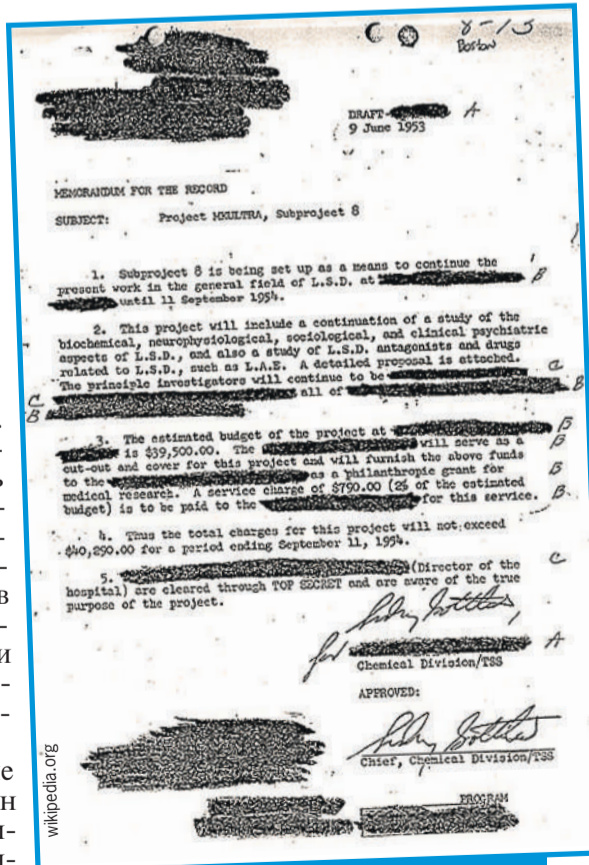 8-13
Boston
DRAFT- A
9 June 1953
MEMORANDUM FOR THE RECORD
SUBJECT: Project MKULTRA, Subproject 8
1. Subproject 8 is being set up as a means to continue the
present work in the general field of L.S.D. at B
until 11 September 1954.
2. This project will include a continuation of a study of the
biochemical, neurophysiological, sociological, and clinical psychiatric
aspects of L.S.D., and also a study of L.S.D. antagonists and drugs
related to L.S.D., such as L.A.E. A detailed proposal is attached.
The principle investigators will continue to be C
C all of B
B
3. The estimated budget of the project at B
is $39,500.00. The will serve as a B
cut-out and cover for this project and will furnish the above funds
to the as a philanthropic grant for B
medical research. A service charge of $790.00 (2% of the estimated
budget) is to be paid to the for this service. B
4. Thus the total charges for this project will not exceed
$40,290.00 for a period ending September 11, 1954.
5. (Director of the C
hospital) are cleared through TOP SECRET and are aware of the true
purpose of the project.
Sidney Gottlieb,
for A
Chemical Division/TSS
APPROVED:
Sidney Gottlieb
Chief, Chemical Division/TSS
PROGRAM
wikipedia.org
в
и
е
н